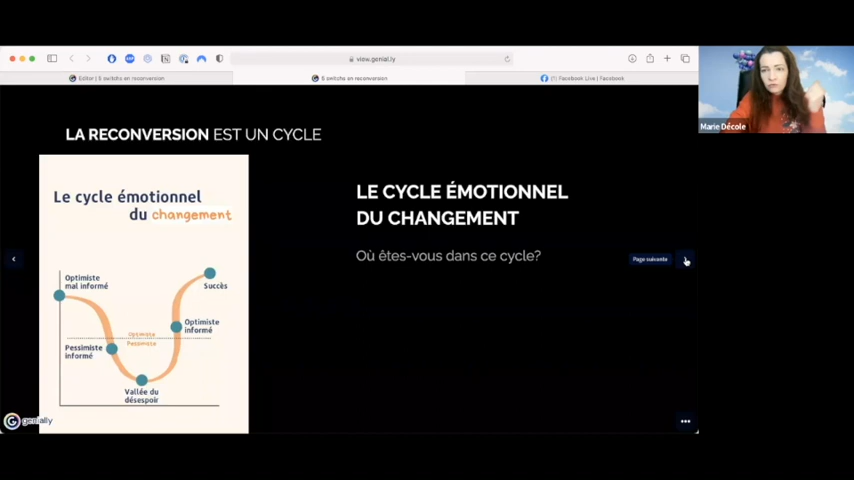 view.genial.ly
Editor | 5 switchs en reconversion
5 switchs en reconversion
(1) Facebook Live | Facebook
Marie Décole
LA RECONVERSION EST UN CYCLE
Le cycle émotionnel
du changement
Optimiste
mal informé
Succès
Optimiste
informé
Optimiste
Pessimiste
Pessimiste
informé
Vallée du
désespoir
LE CYCLE ÉMOTIONNEL
DU CHANGEMENT
Où êtes-vous dans ce cycle?
Page suivante
genially